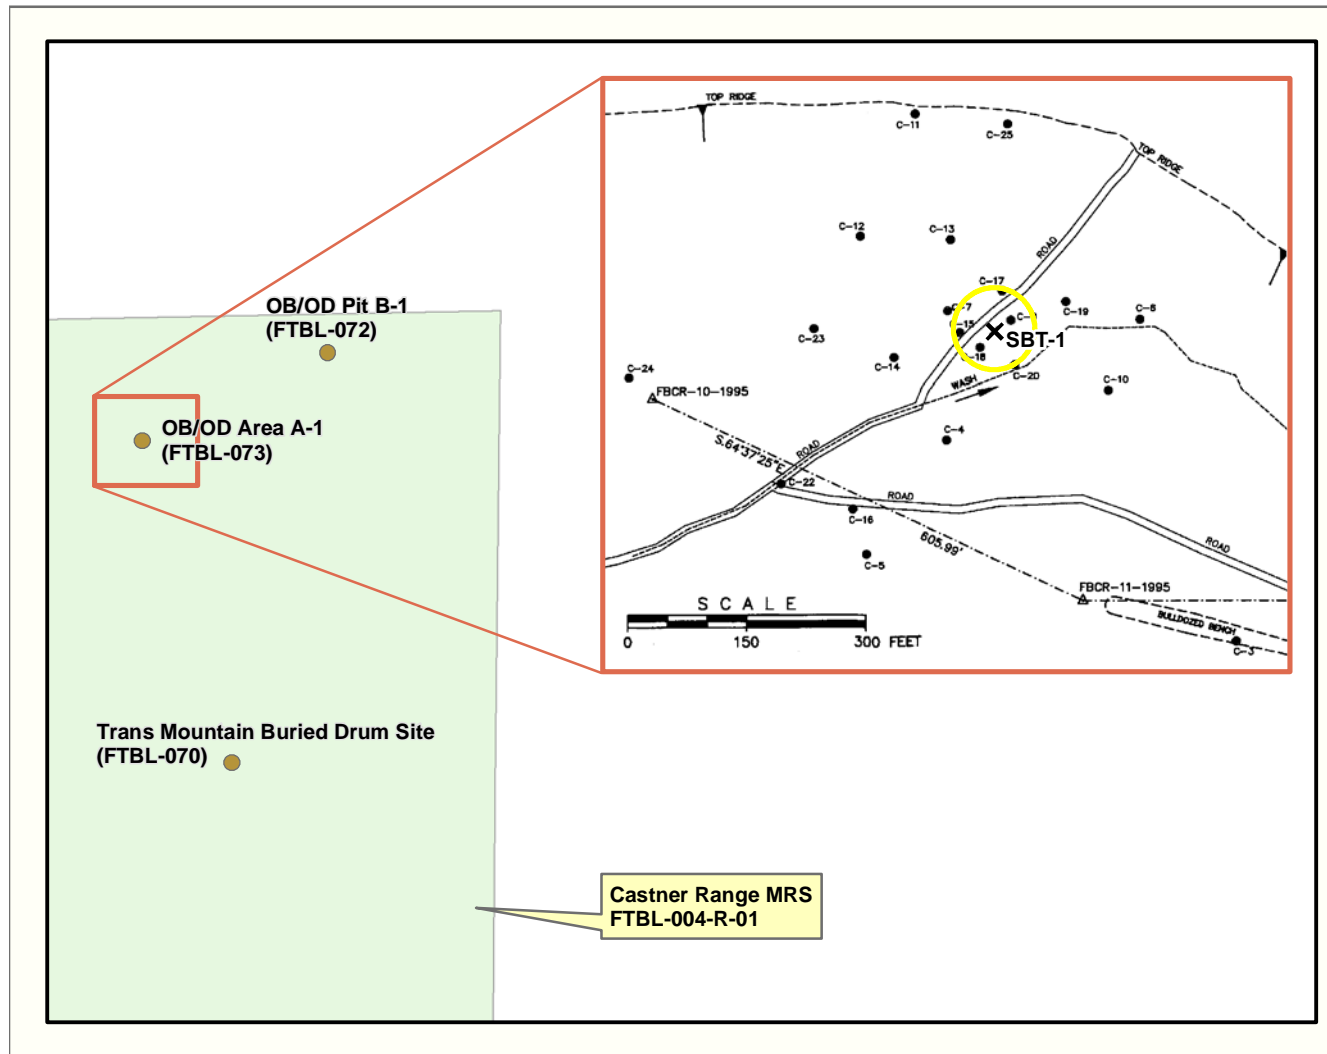 TOP RIDGE
C-11
C-25
TOP RIDGE
C-12
C-13
ROAD
C-17
C-7
C-19
C-6
C-15
SBT-1
C-23
C-18
C-14
C-20
C-24
WASH
C-10
FBCR-10-1995
C-4
S.64°37'25"E
ROAD
C-22
ROAD
C-16
605.99'
ROAD
C-5
FBCR-11-1995
SCALE
0 150 300 FEET
BULLDOZED BENCH
C-3
OB/OD Pit B-1
(FTBL-072)
OB/OD Area A-1
(FTBL-073)
Trans Mountain Buried Drum Site
(FTBL-070)
Castner Range MRS
FTBL-004-R-01